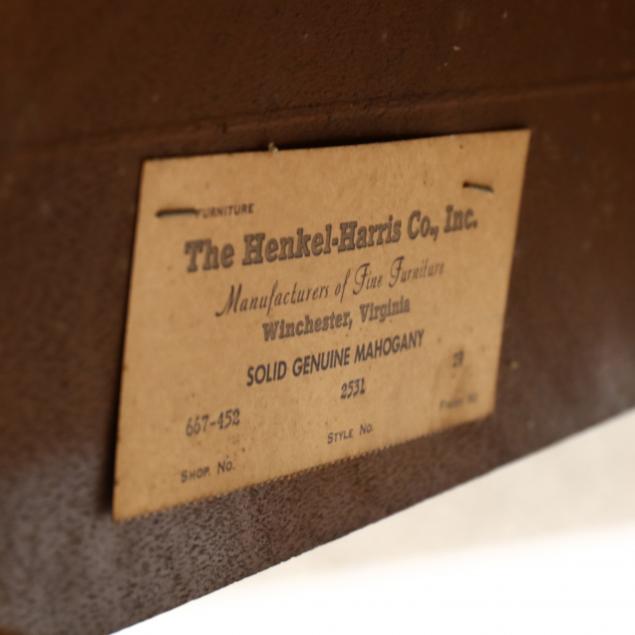 FURNITURE
The Henkel-Harris Co., Inc.
Manufacturers of Fine Furniture
Winchester, Virginia
SOLID GENUINE MAHOGANY
667-452 2531
Shop No. Style No.